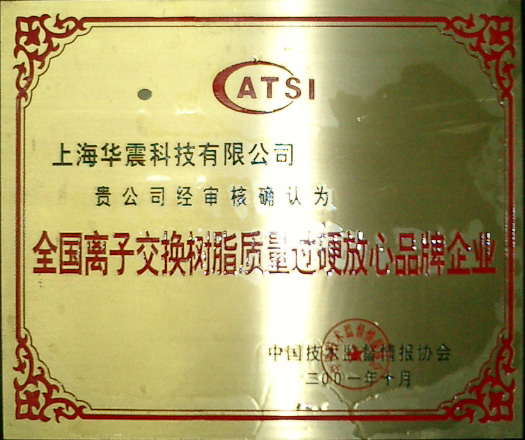 CATSI
上海华震科技有限公司
贵公司经审核确认为
全国离子交换树脂质量过硬放心品牌企业
中国技术监督情报协会
二00一年十月